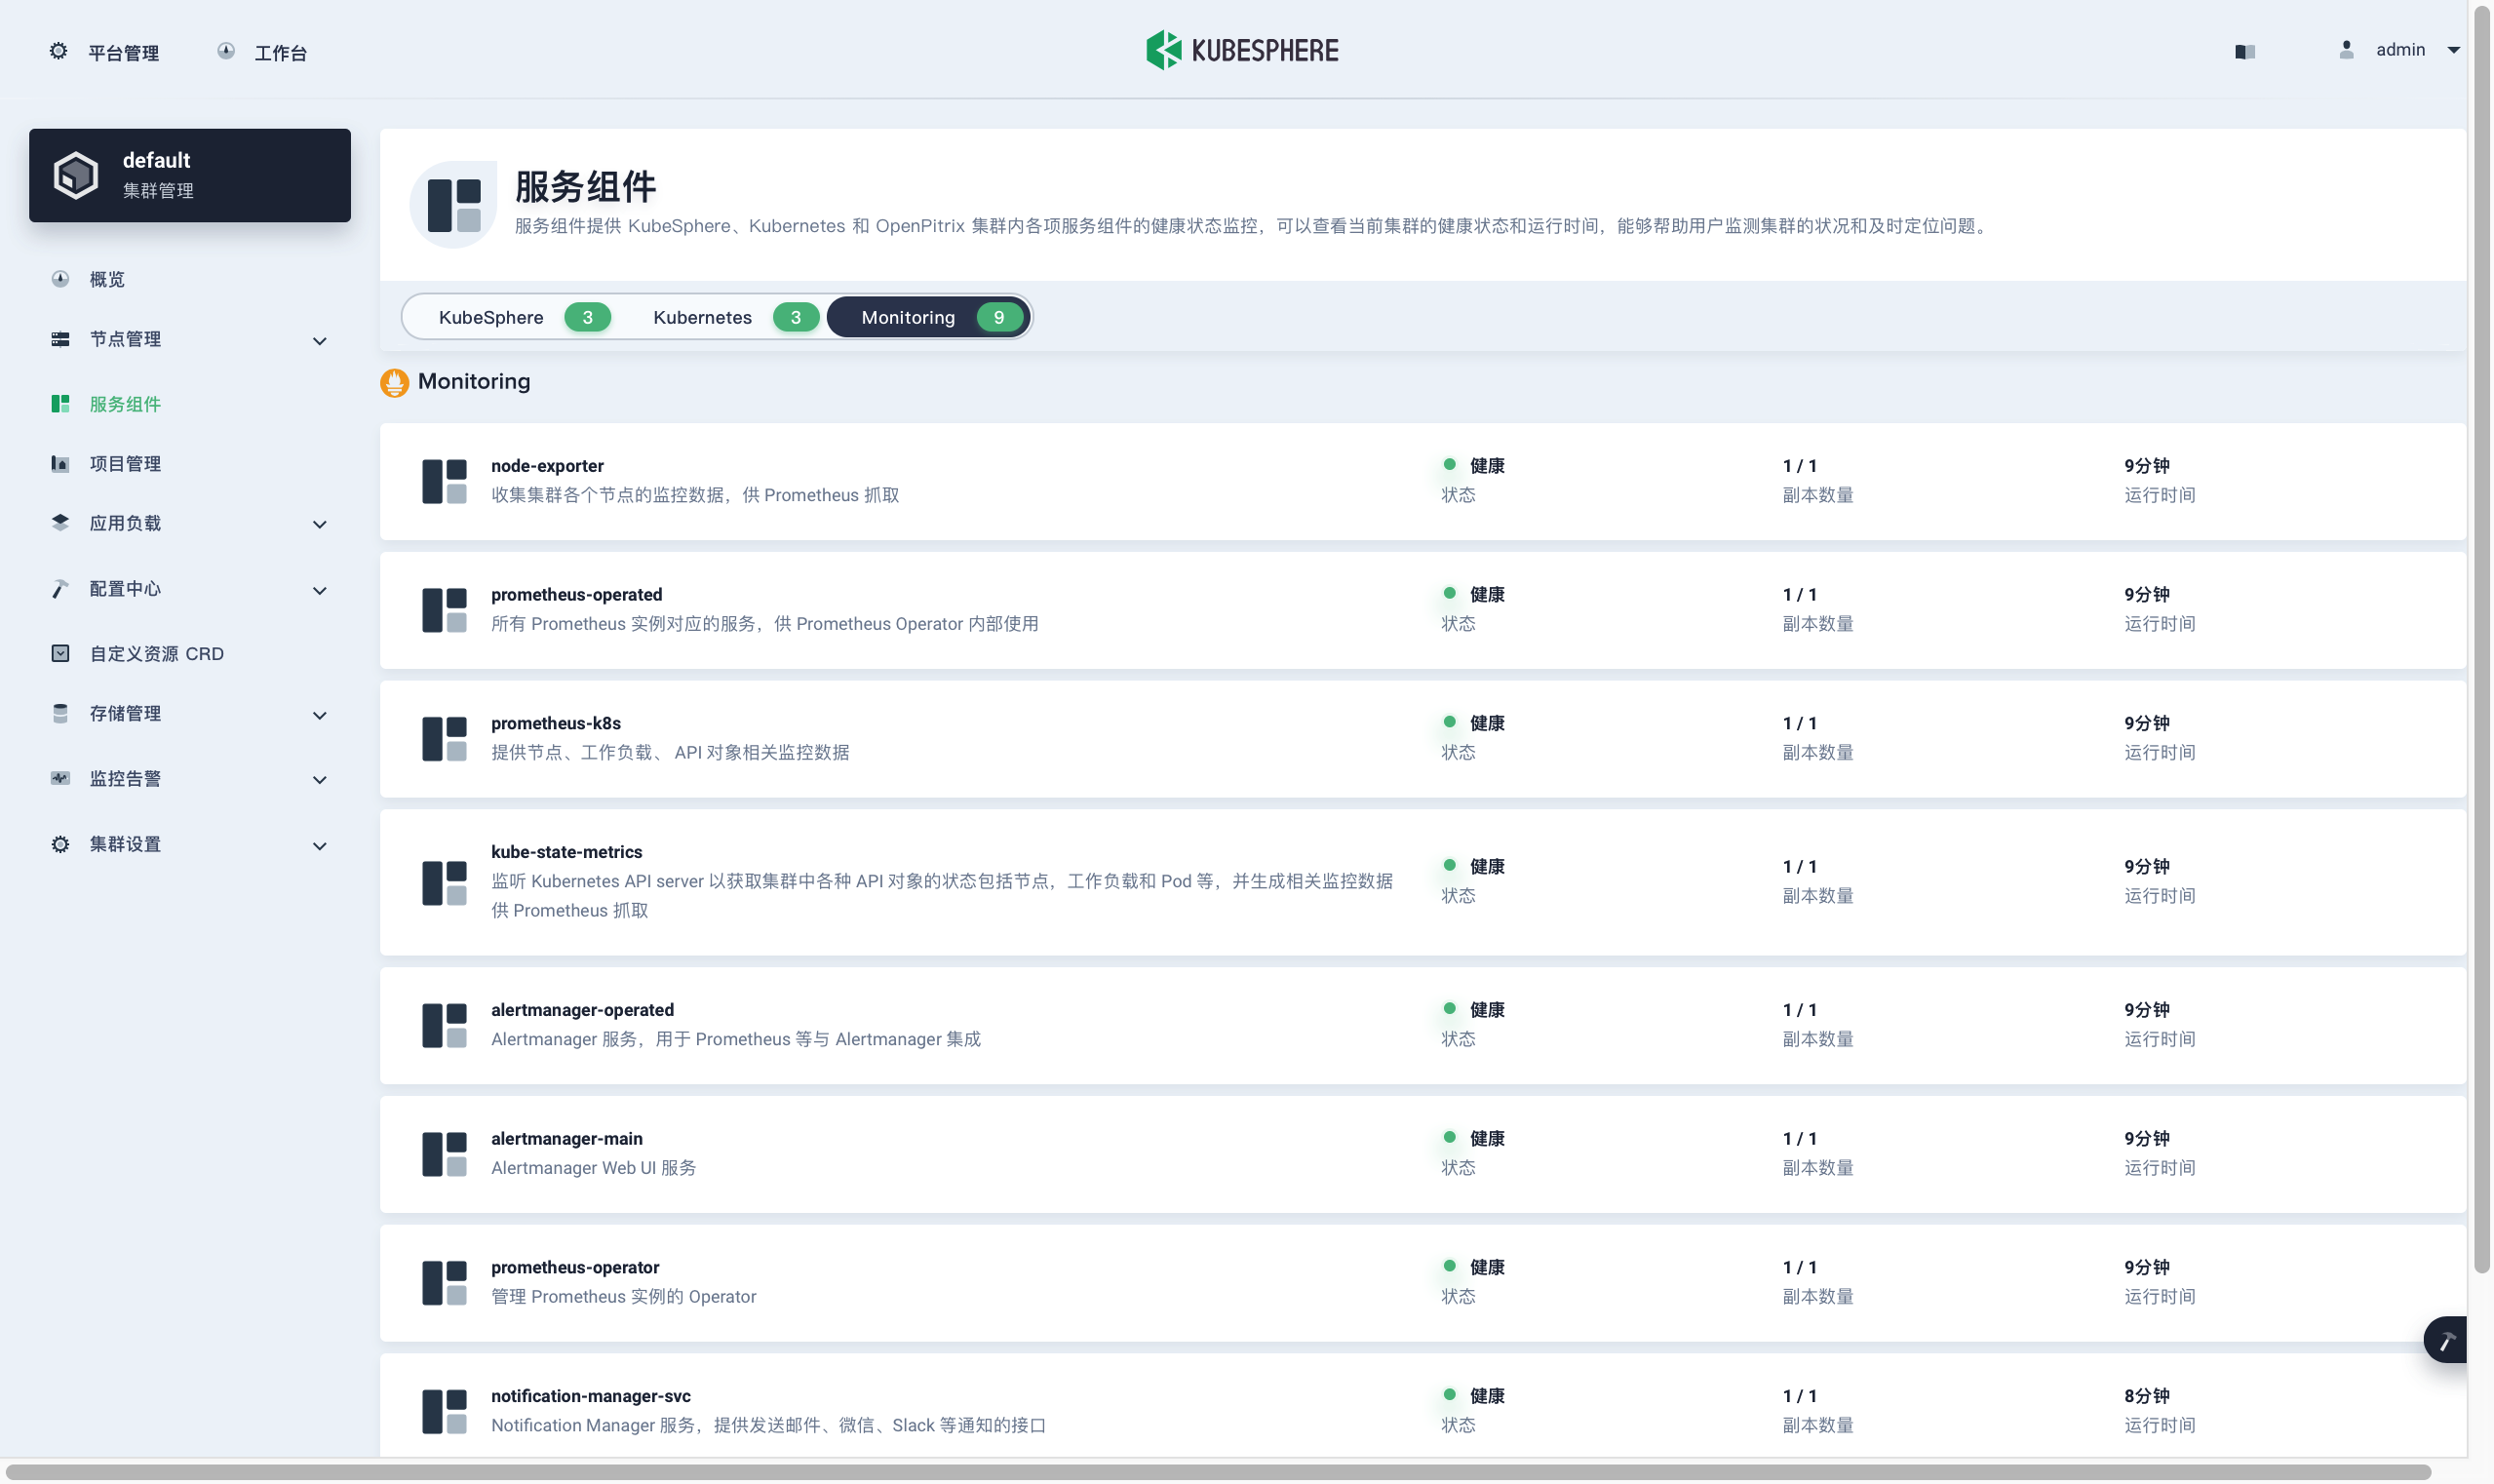 平台管理
工作台
KUBESPHERE
admin
default
集群管理
概览
节点管理
服务组件
项目管理
应用负载
配置中心
自定义资源 CRD
存储管理
监控告警
集群设置
服务组件
服务组件提供 KubeSphere、Kubernetes 和 OpenPitrix 集群内各项服务组件的健康状态监控，可以查看当前集群的健康状态和运行时间，能够帮助用户监测集群的状况和及时定位问题。
KubeSphere 3 Kubernetes 3 Monitoring 9
Monitoring
node-exporter 健康 1 / 1 9分钟
收集集群各个节点的监控数据，供 Prometheus 抓取 状态 副本数量 运行时间
prometheus-operated 健康 1 / 1 9分钟
所有 Prometheus 实例对应的服务，供 Prometheus Operator 内部使用 状态 副本数量 运行时间
prometheus-k8s 健康 1 / 1 9分钟
提供节点、工作负载、 API 对象相关监控数据 状态 副本数量 运行时间
kube-state-metrics
监听 Kubernetes API server 以获取集群中各种 API 对象的状态包括节点，工作负载和 Pod 等，并生成相关监控数据
供 Prometheus 抓取
健康 1 / 1 9分钟
状态 副本数量 运行时间
alertmanager-operated 健康 1 / 1 9分钟
Alertmanager 服务，用于 Prometheus 等与 Alertmanager 集成 状态 副本数量 运行时间
alertmanager-main 健康 1 / 1 9分钟
Alertmanager Web UI 服务 状态 副本数量 运行时间
prometheus-operator 健康 1 / 1 9分钟
管理 Prometheus 实例的 Operator 状态 副本数量 运行时间
notification-manager-svc 健康 1 / 1 8分钟
Notification Manager 服务，提供发送邮件、微信、Slack 等通知的接口 状态 副本数量 运行时间